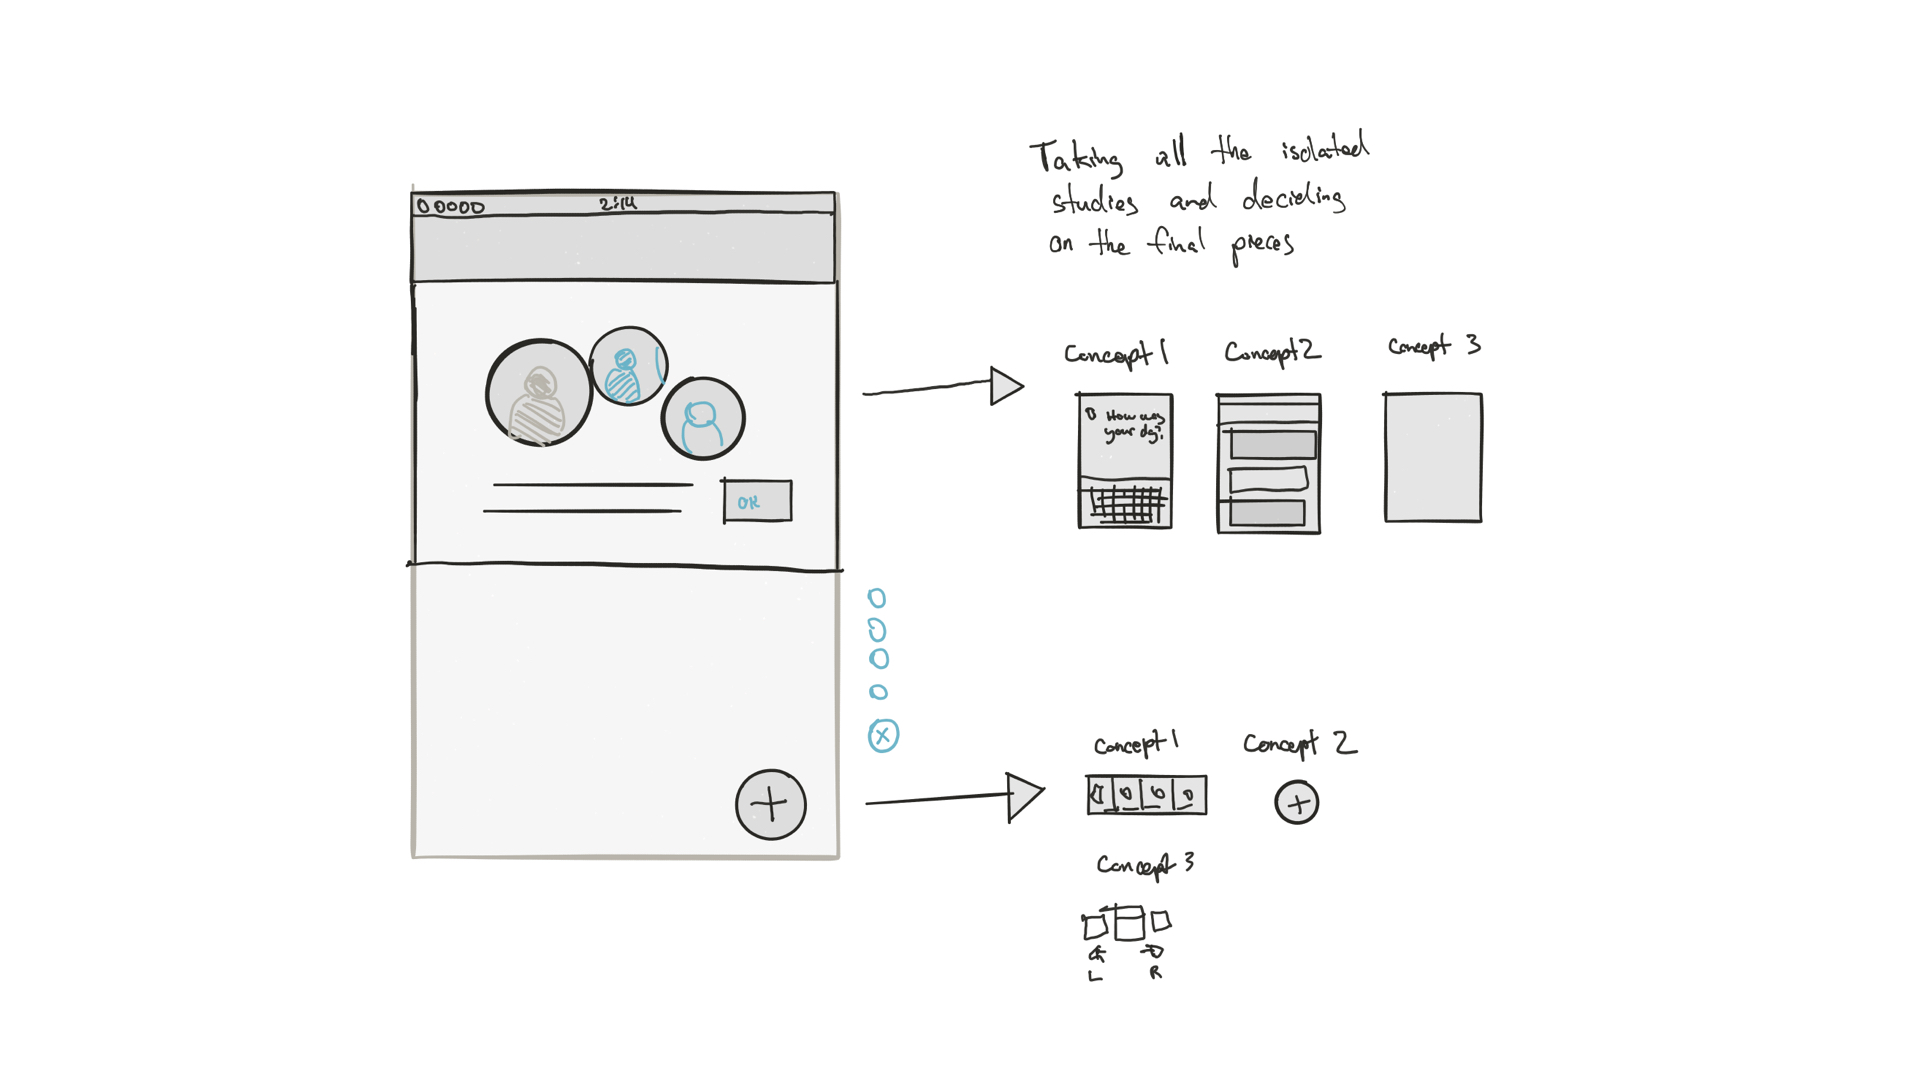 Taking all the isolated
studies and deciding
on the final pieces
2:14
OK
Concept 1
Concept 2
Concept 3
How was
your day?
Concept 1
Concept 2
Concept 3
L
R